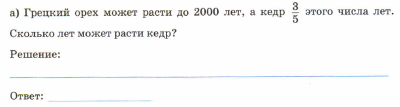 а) Грецкий орех может расти до 2000 лет, а кедр 3/5 этого числа лет.
Сколько лет может расти кедр?
Решение:
Ответ: